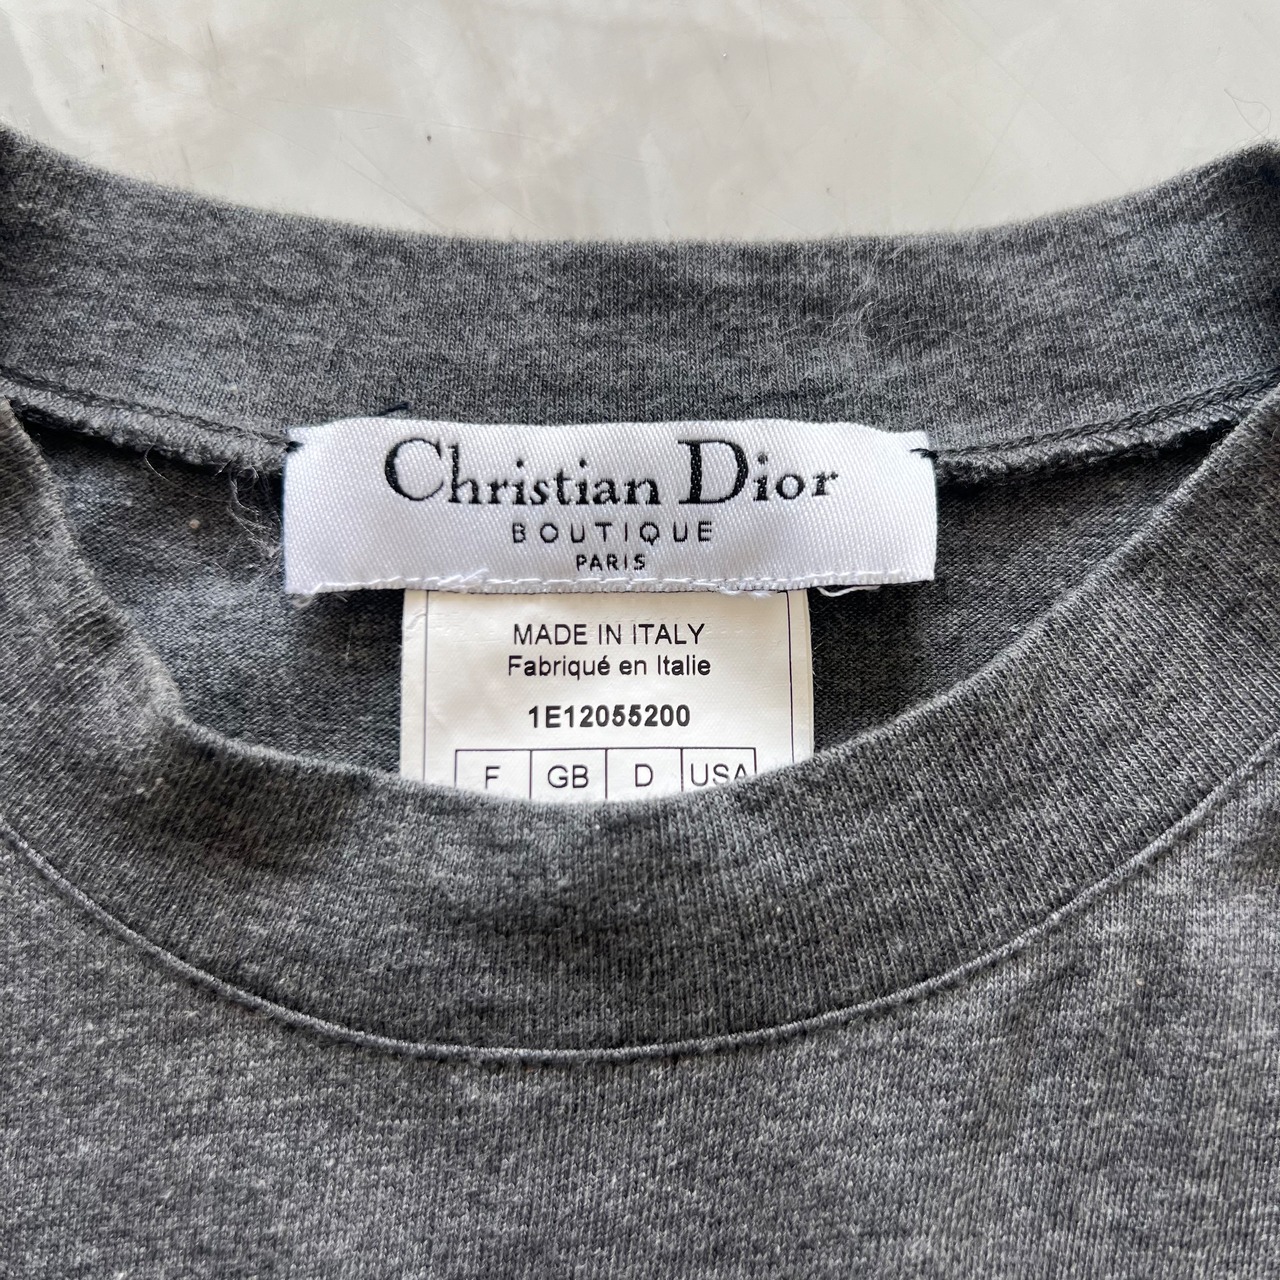 Christian Dior
BOUTIQUE
PARIS
MADE IN ITALY
Fabriqué en Italie
1E12055200
F GB D USA